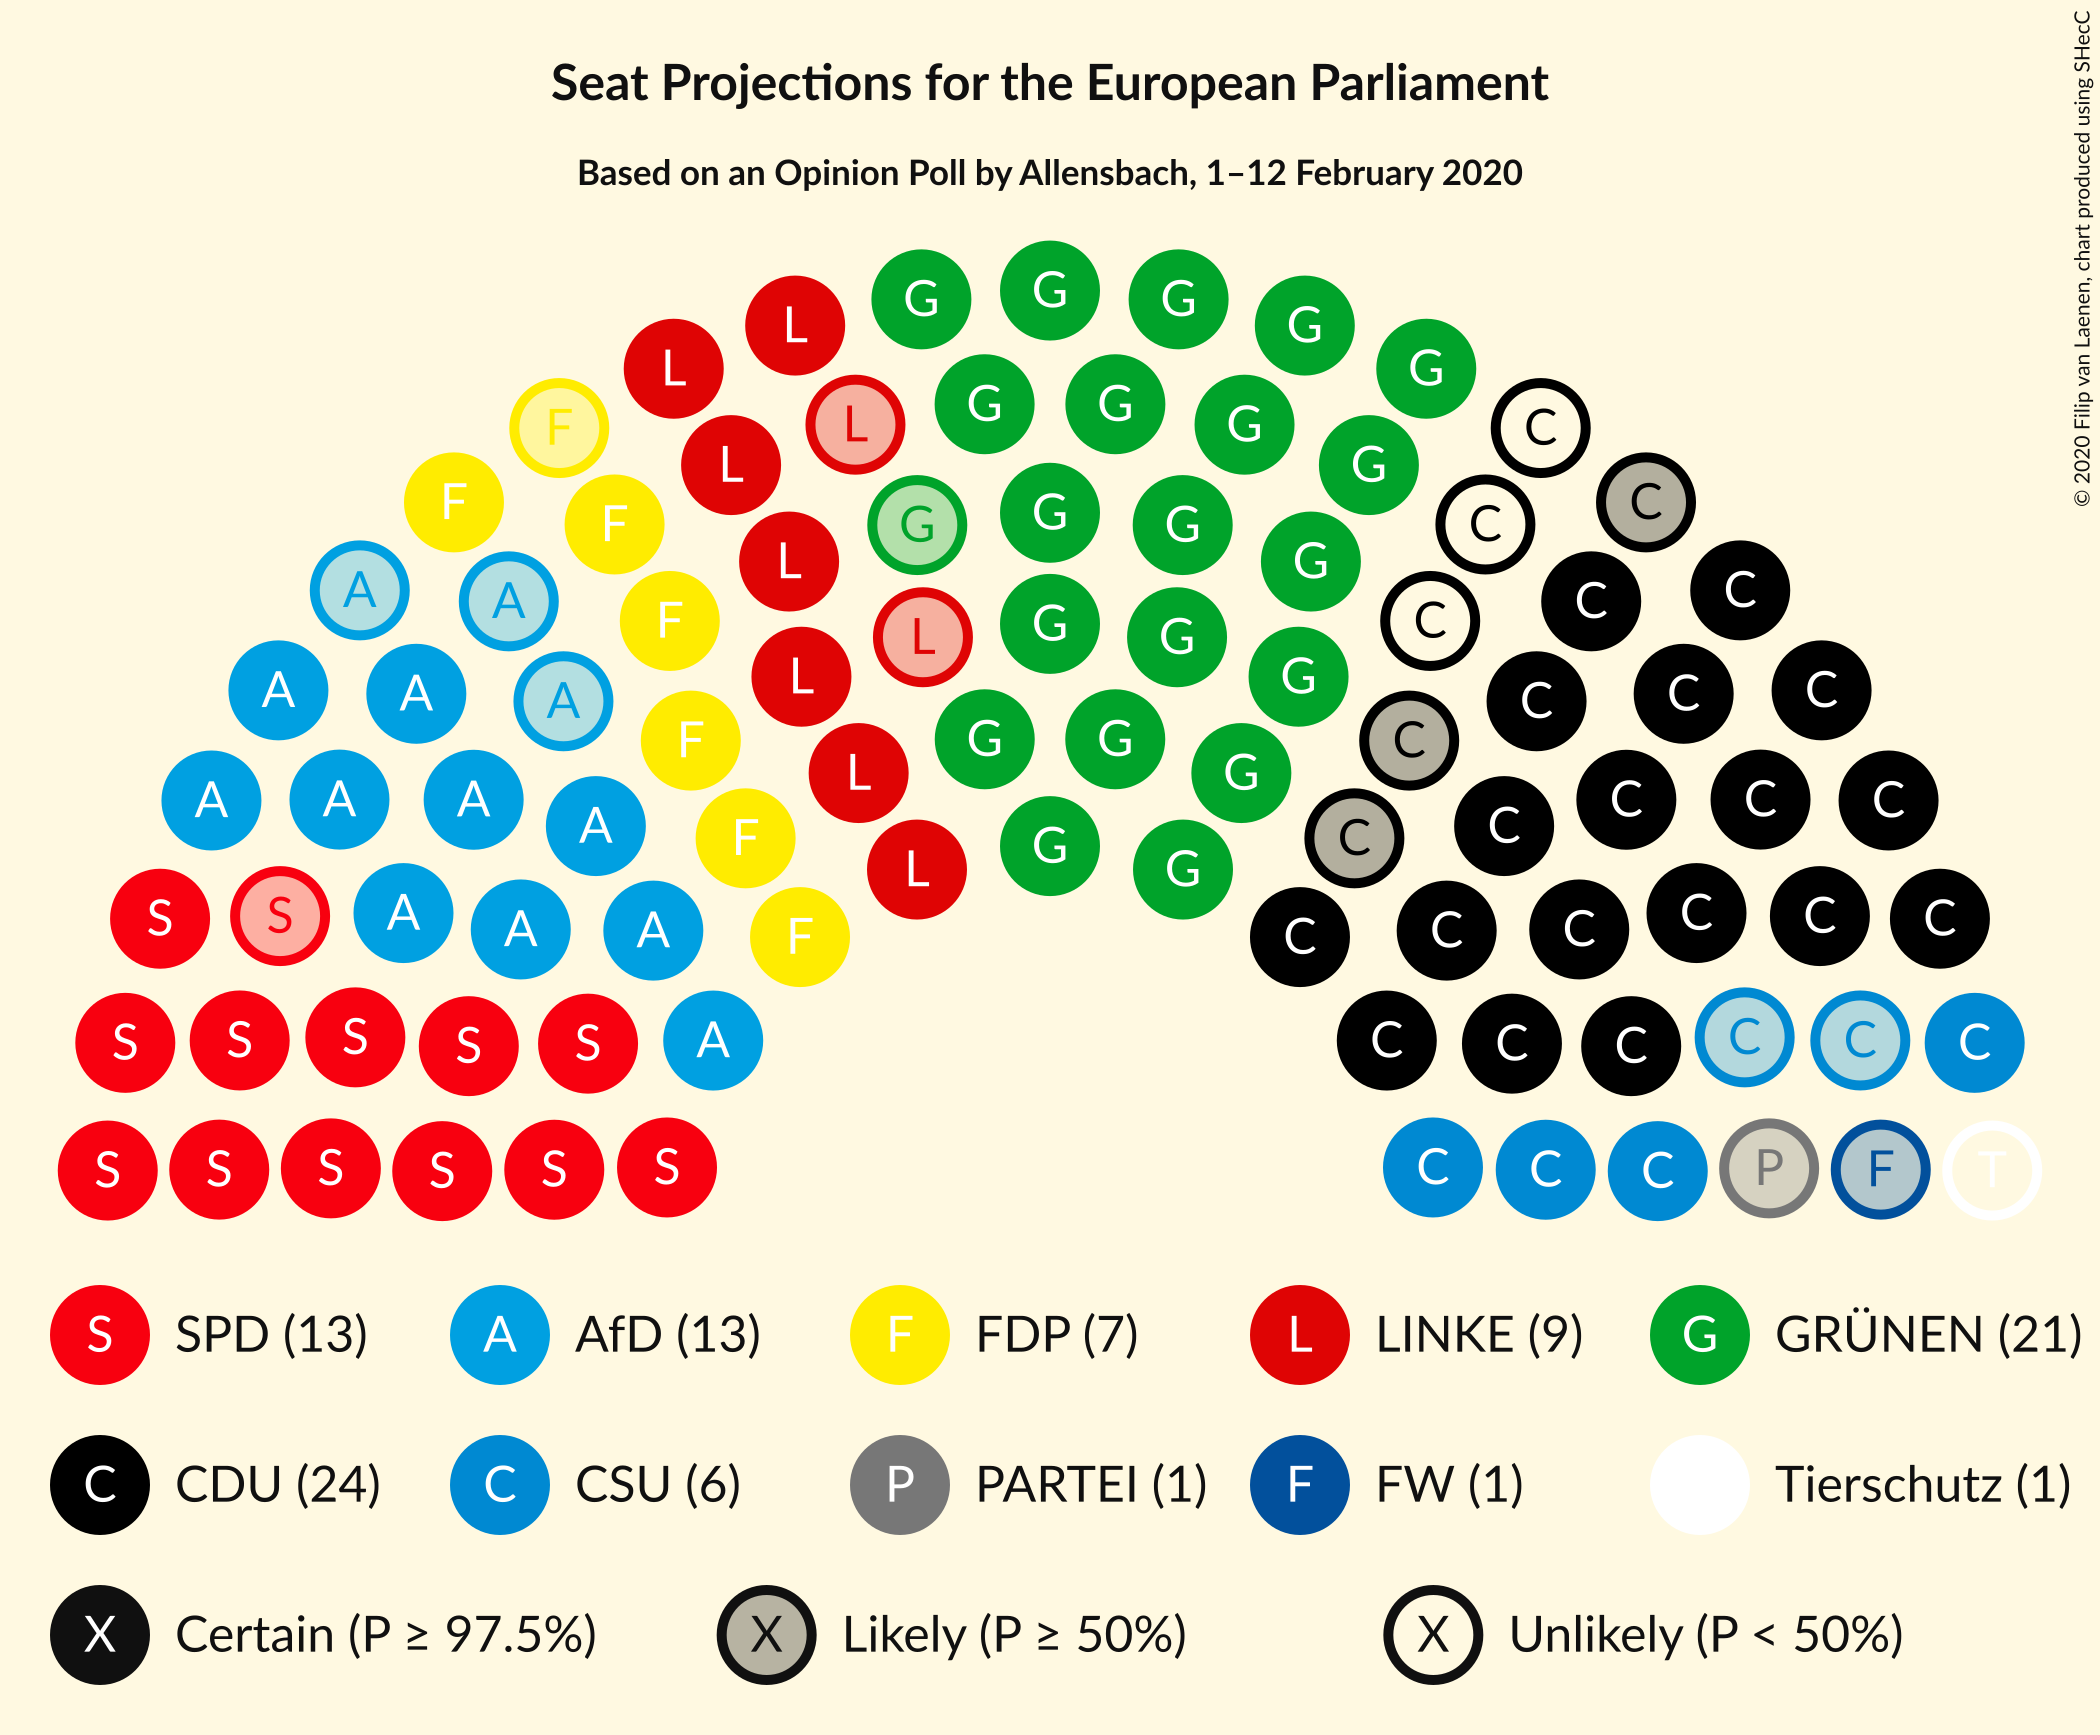 Seat Projections for the European Parliament
Based on an Opinion Poll by Allensbach, 1–12 February 2020
© 2020 Filip van Laenen, chart produced using SHecC
G
G G
L G
L G
L G G L
F C
G G
L G
F C
G
F G G C
L G
A A C C
G
F L G C
A A C C
L G
A A F C C C
L G
A A A F G C C C
A C
L G
S S A A A F C C C C C C C
S S S S S A C C C C C C
S S S S S S C C C P F T
S SPD (13) A AfD (13) F FDP (7) L LINKE (9) G GRÜNEN (21)
C CDU (24) C CSU (6) P PARTEI (1) F FW (1) Tierschutz (1)
X Certain (P ≥ 97.5%) X Likely (P ≥ 50%) X Unlikely (P < 50%)